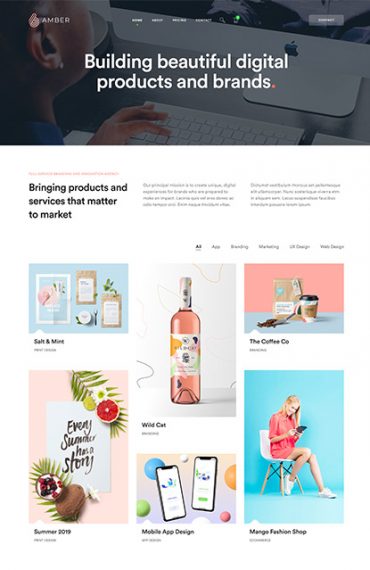 AMBER
HOME
ABOUT
PRICING
CONTACT
CONTACT
Building beautiful digital
products and brands.
FULL-SERVICE BRANDING AND INNOVATION AGENCY
Bringing products and
services that matter
to market
Our principal mission is to create unique, digital
experiences for brands who are prepared to
make an impact. Lacinia quis vel eros donec ac
odio tempor orci. Enim neque tincidunt vitae.
Dictumst vestibulum rhoncus est pellentesque
elit ullamcorper. Nunc scelerisque viverra mauris
in aliquam sem. Lacus suspendisse faucibus
dignissim lorem ipsum.
All
App
Branding
Marketing
UX Design
Web Design
Salt & Mint
PRINT DESIGN
Wild Cat
BRANDING
The Coffee Co
BRANDING
Every
Summer
has a
story
Summer 2019
PRINT DESIGN
Mobile App Design
APP DESIGN
Mango Fashion Shop
ECOMMERCE